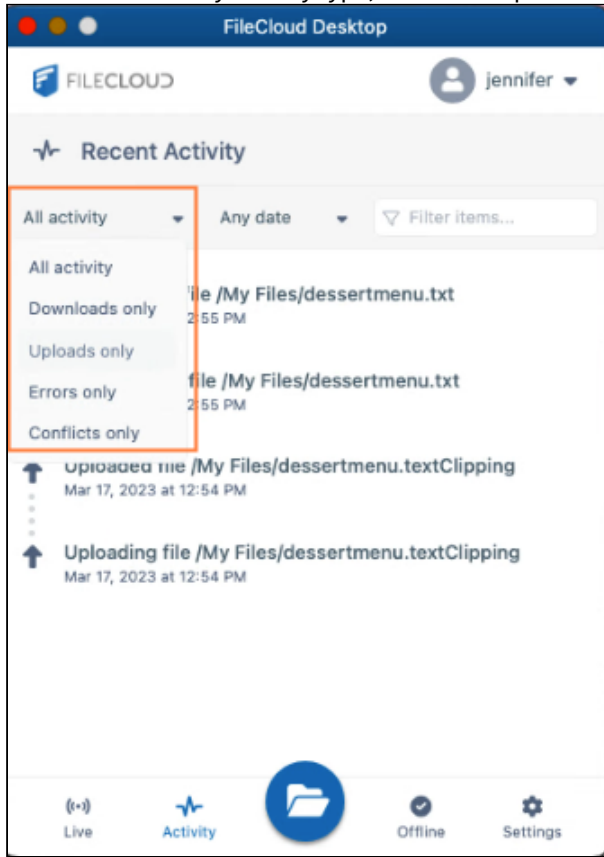 FileCloud Desktop
FILECLOUD
jennifer
Recent Activity
All activity
Any date
Filter items...
All activity
Downloads only
Uploads only
Errors only
Conflicts only
file /My Files/dessertmenu.txt
2:55 PM
file /My Files/dessertmenu.txt
2:55 PM
Uploaded file /My Files/dessertmenu.textClipping
Mar 17, 2023 at 12:54 PM
Uploading file /My Files/dessertmenu.textClipping
Mar 17, 2023 at 12:54 PM
Live
Activity
Offline
Settings